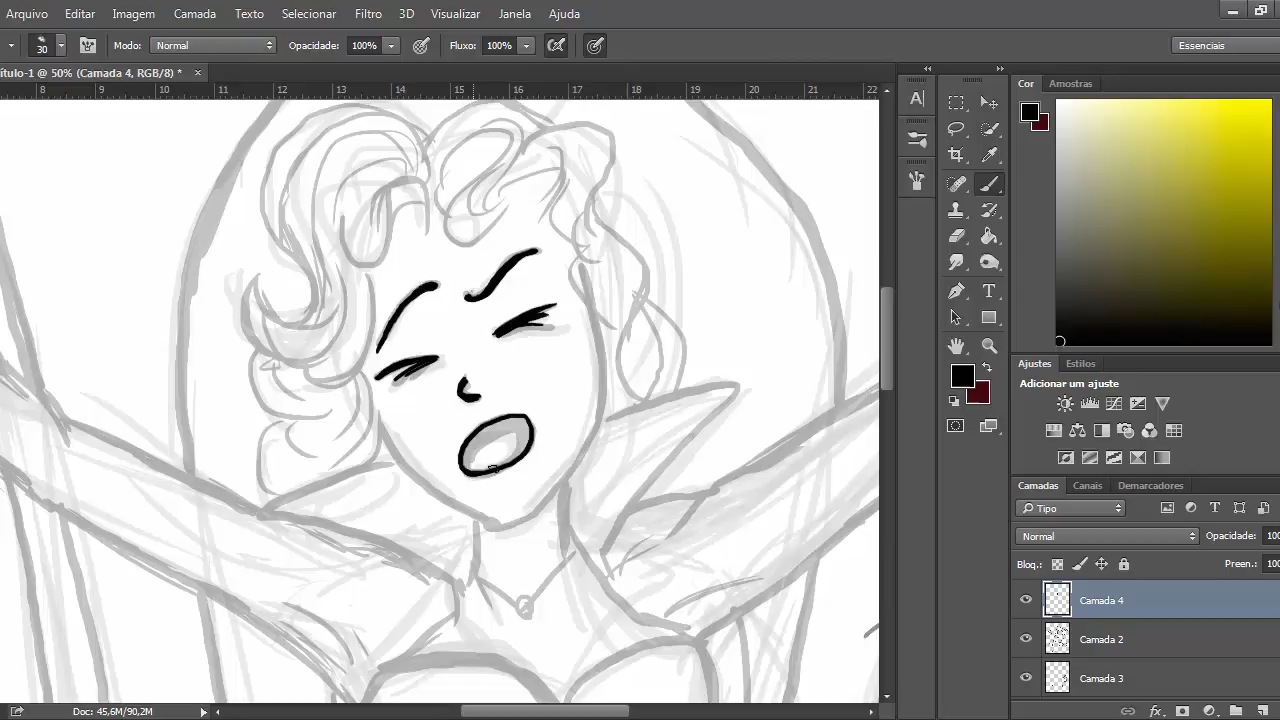 Arquivo Editar Imagem Camada Texto Selecionar Filtro 3D Visualizar Janela Ajuda
30 Modo: Normal Opacidade: 100% Fluxo: 100% Essenciais
ítulo-1 @ 50% (Camada 4, RGB/8) * ×
8 9 10 11 12 13 14 15 16 17 18 19 20 21 22
Cor Amostras
Ajustes Estilos
Adicionar um ajuste
Camadas Canais Demarcadores
Tipo
Normal Opacidade: 100
Bloq.: Preen.: 100
Camada 4
Camada 2
Camada 3
Doc: 45,6M/90,2M